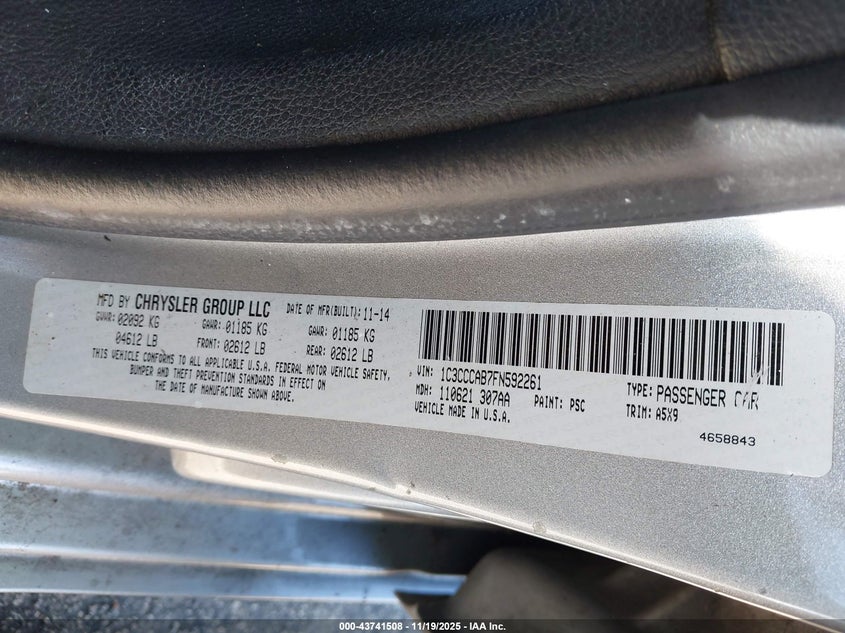 MFD BY CHRYSLER GROUP LLC DATE OF MFR(BUILT): 11-14
GVWR: 02092 KG GAWR: 01185 KG GAWR: 01185 KG
04612 LB FRONT: 02612 LB REAR: 02612 LB
THIS VEHICLE CONFORMS TO ALL APPLICABLE U.S.A. FEDERAL MOTOR VEHICLE SAFETY,
BUMPER AND THEFT PREVENTION STANDARDS IN EFFECT ON
THE DATE OF MANUFACTURE SHOWN ABOVE.
VIN: 1C3CCCAB7FN592261 TYPE: PASSENGER CAR
MDH: 110621 307AA PAINT: PSC TRIM: A5X9
VEHICLE MADE IN U.S.A.
4658843
000-43741508 - 11/19/2025 - IAA Inc.